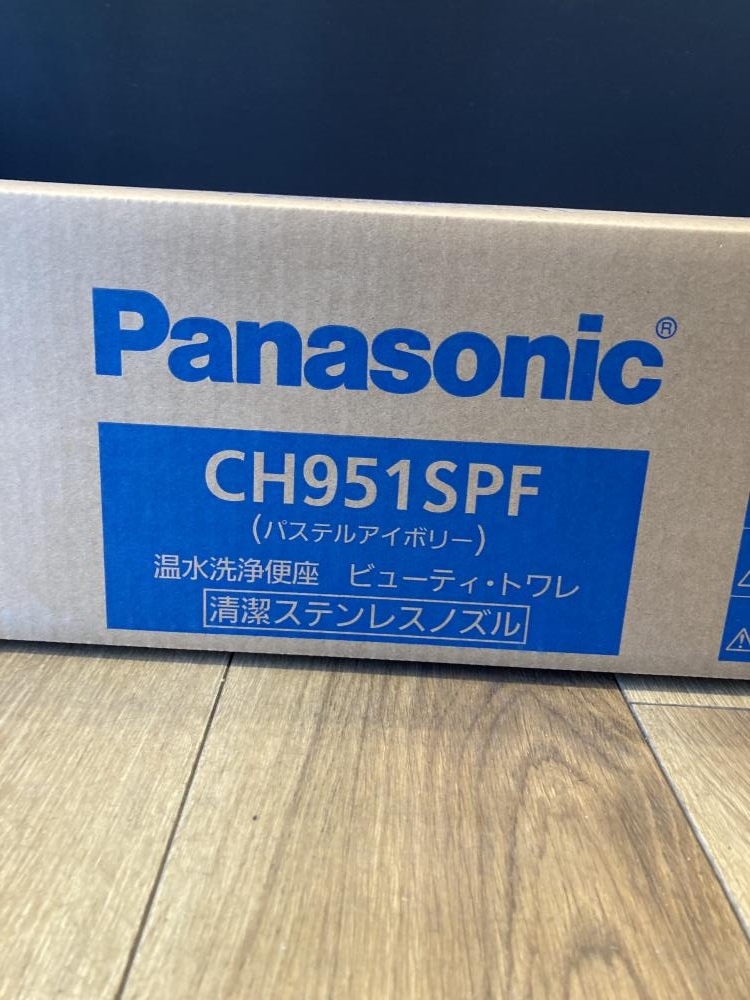 Panasonic®
CH951SPF
(パステルアイボリー)
温水洗浄便座 ビューティ・トワレ
清潔ステンレスノズル